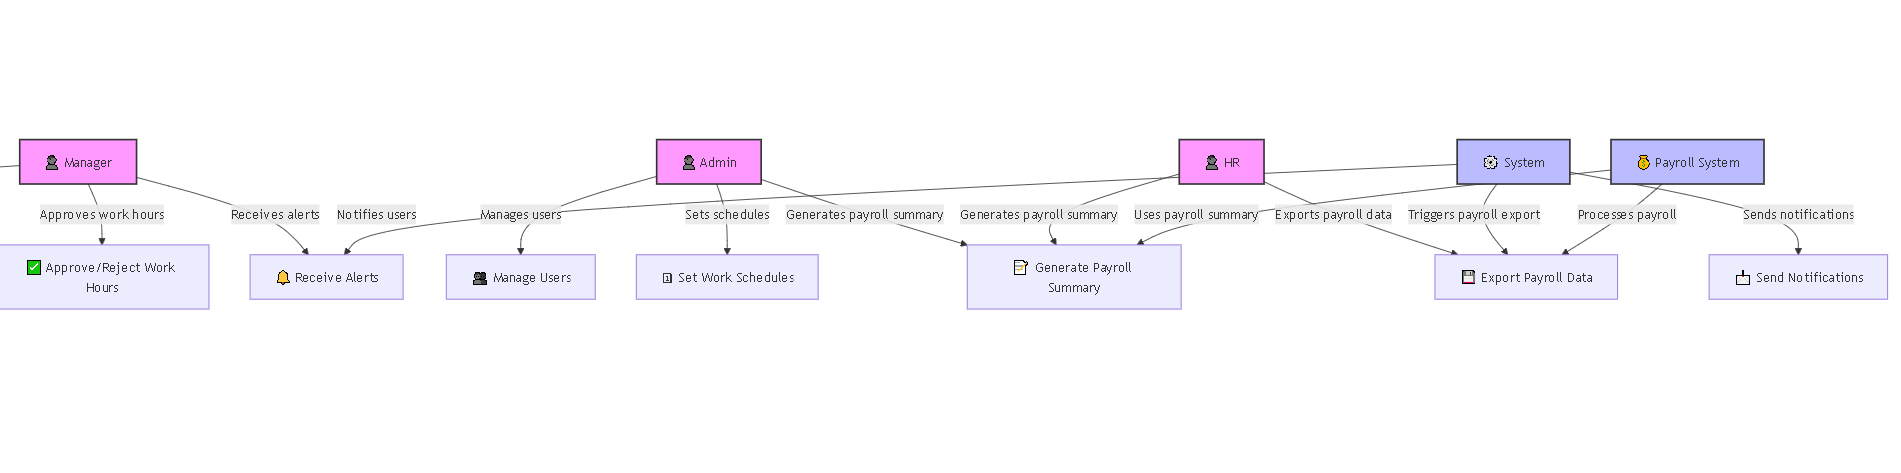 Manager
Admin
HR
System
Payroll System
Approves work hours
Receives alerts
Notifies users
Manages users
Sets schedules
Generates payroll summary
Generates payroll summary
Uses payroll summary
Exports payroll data
Triggers payroll export
Processes payroll
Sends notifications
Approve/Reject Work
Hours
Receive Alerts
Manage Users
Set Work Schedules
Generate Payroll
Summary
Export Payroll Data
Send Notifications